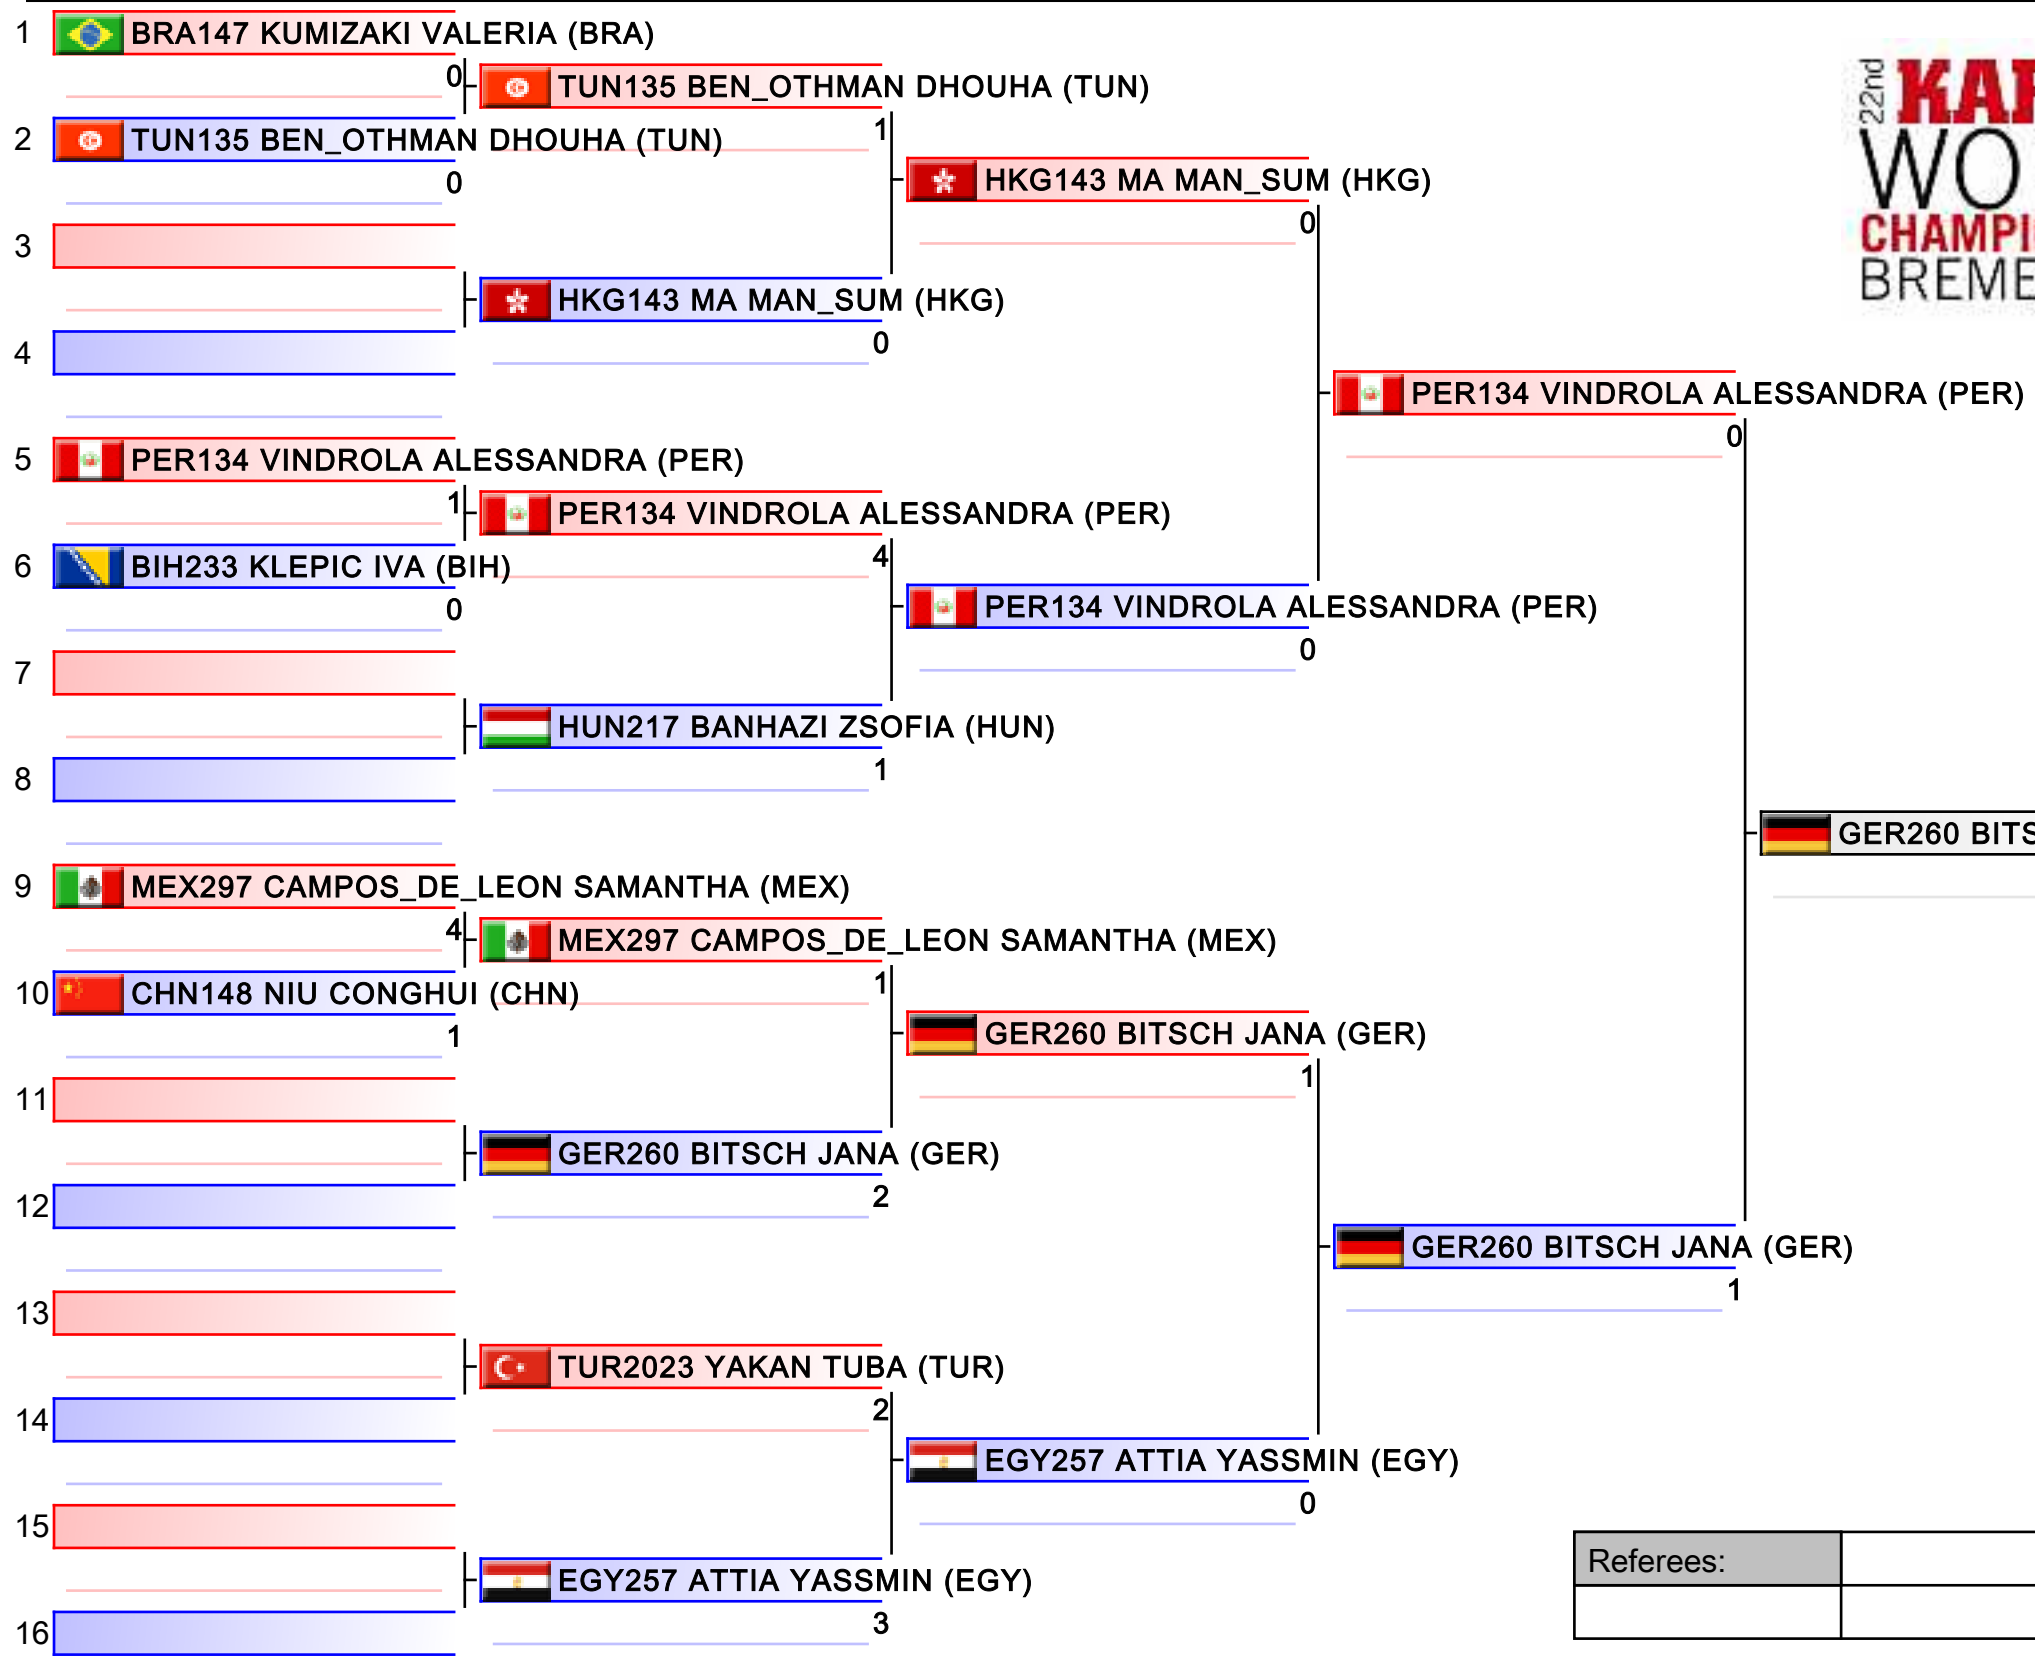 1 BRA147 KUMIZAKI VALERIA (BRA)
0
TUN135 BEN_OTHMAN DHOUHA (TUN)
1
2 TUN135 BEN_OTHMAN DHOUHA (TUN)
0
HKG143 MA MAN_SUM (HKG)
0
3
HKG143 MA MAN_SUM (HKG)
0
4
PER134 VINDROLA ALESSANDRA (PER)
0
5 PER134 VINDROLA ALESSANDRA (PER)
1
PER134 VINDROLA ALESSANDRA (PER)
4
6 BIH233 KLEPIC IVA (BIH)
0
PER134 VINDROLA ALESSANDRA (PER)
0
7
HUN217 BANHAZI ZSOFIA (HUN)
1
8
GER260 BITS
9 MEX297 CAMPOS_DE_LEON SAMANTHA (MEX)
4
MEX297 CAMPOS_DE_LEON SAMANTHA (MEX)
1
10 CHN148 NIU CONGHUI (CHN)
1
GER260 BITSCH JANA (GER)
1
11
GER260 BITSCH JANA (GER)
2
12
GER260 BITSCH JANA (GER)
1
13
TUR2023 YAKAN TUBA (TUR)
2
14
EGY257 ATTIA YASSMIN (EGY)
0
15
EGY257 ATTIA YASSMIN (EGY)
3
16
22nd KAR
WO
CHAMPI
BREME
Referees: